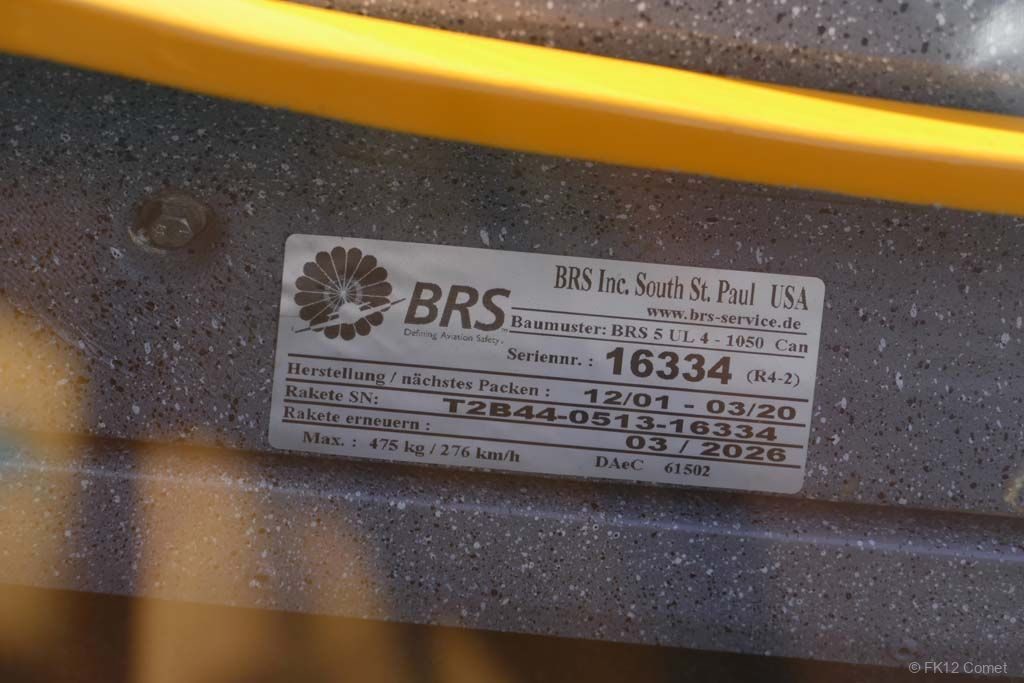 BRS Inc. South St. Paul USA
www.brs-service.de
BRS
Defining Aviation Safety
Baumuster: BRS 5 UL 4 - 1050 Can
Seriennr. : 16334 (R4-2)
Herstellung / nächstes Packen : 12/01 - 03/20
Rakete SN: T2B44-0513-16334
Rakete erneuern : 03 / 2026
Max. : 475 kg / 276 km/h DAeC 61502
© FK12 Comet